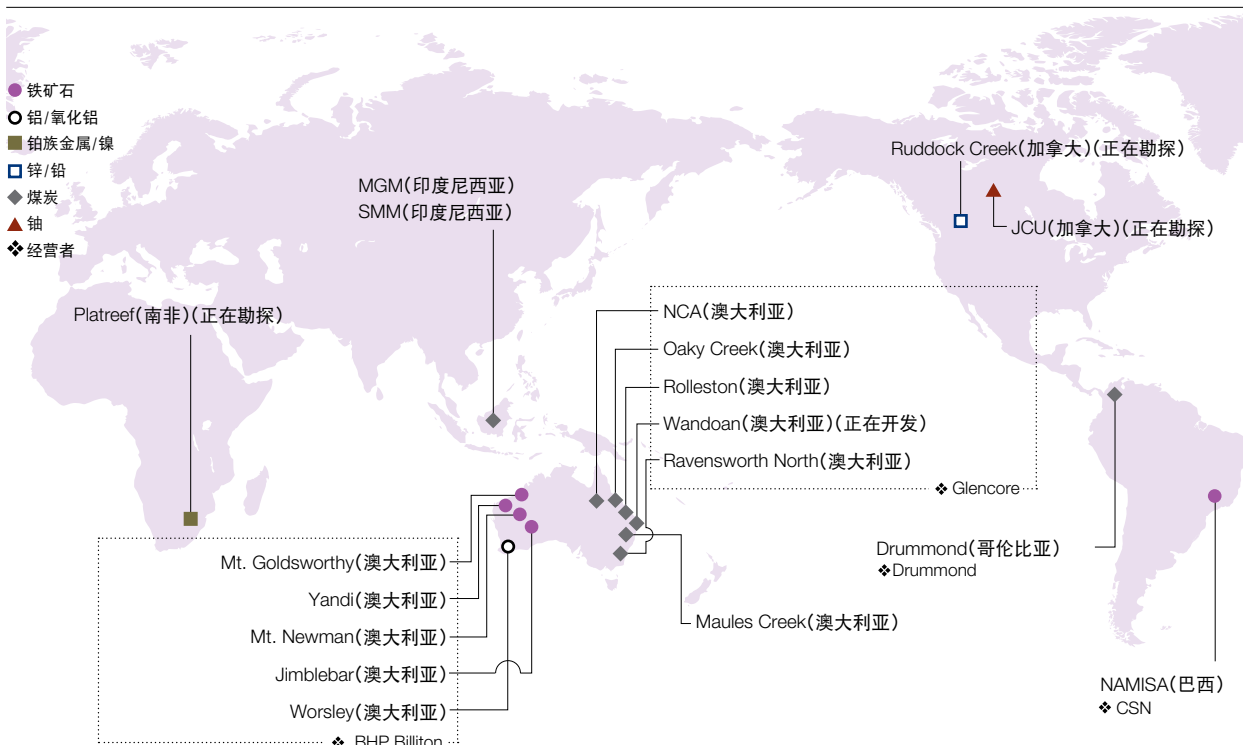 铁矿石
铝/氧化铝
铂族金属/镍
锌/铅
煤炭
铀
❖经营者
MGM(印度尼西亚)
SMM(印度尼西亚)
Ruddock Creek(加拿大)(正在勘探)
JCU(加拿大)(正在勘探)
Platreef(南非)(正在勘探)
NCA(澳大利亚)
Oaky Creek(澳大利亚)
Rolleston(澳大利亚)
Wandoan(澳大利亚)(正在开发)
Ravensworth North(澳大利亚)
❖ Glencore
Drummond(哥伦比亚)
❖Drummond
Mt. Goldsworthy(澳大利亚)
Yandi(澳大利亚)
Mt. Newman(澳大利亚)
Jimblebar(澳大利亚)
Worsley(澳大利亚)
❖ BHP Billiton
Maules Creek(澳大利亚)
NAMISA(巴西)
❖ CSN